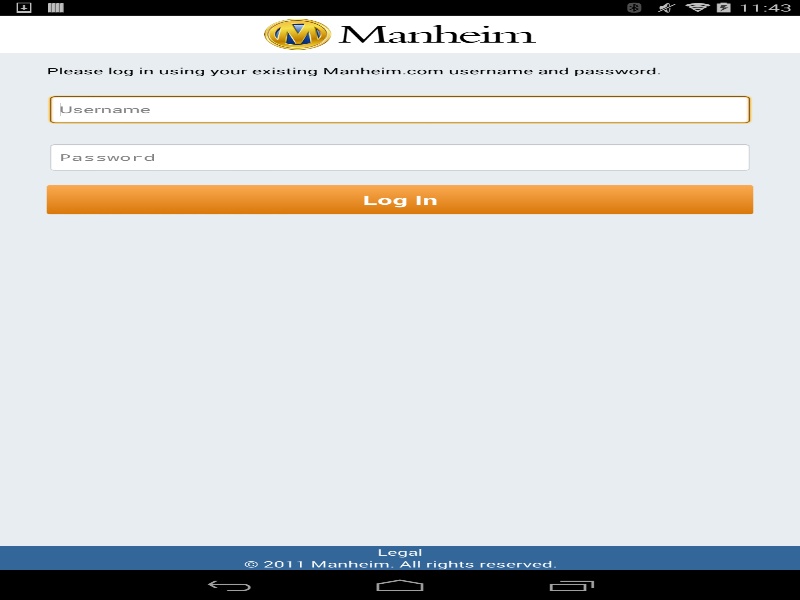 11:43
Manheim
Please log in using your existing Manheim.com username and password.
Username
Password
Log In
Legal
© 2011 Manheim. All rights reserved.